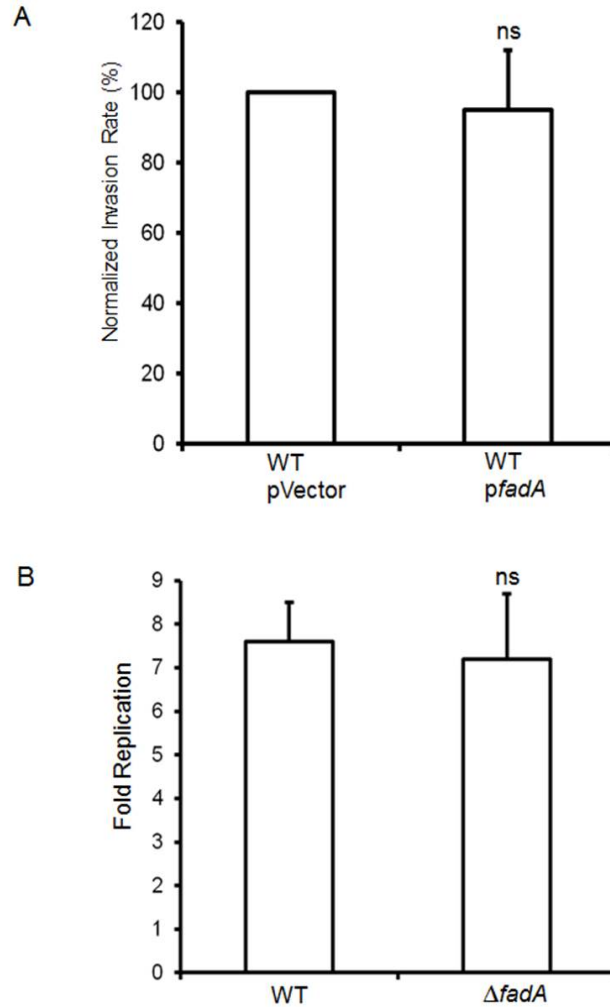 A
Normalized Invasion Rate (%)
120
100
80
60
40
20
0
ns
WT
pVector
WT
pfadA
B
Fold Replication
9
8
7
6
5
4
3
2
1
0
ns
WT
ΔfadA